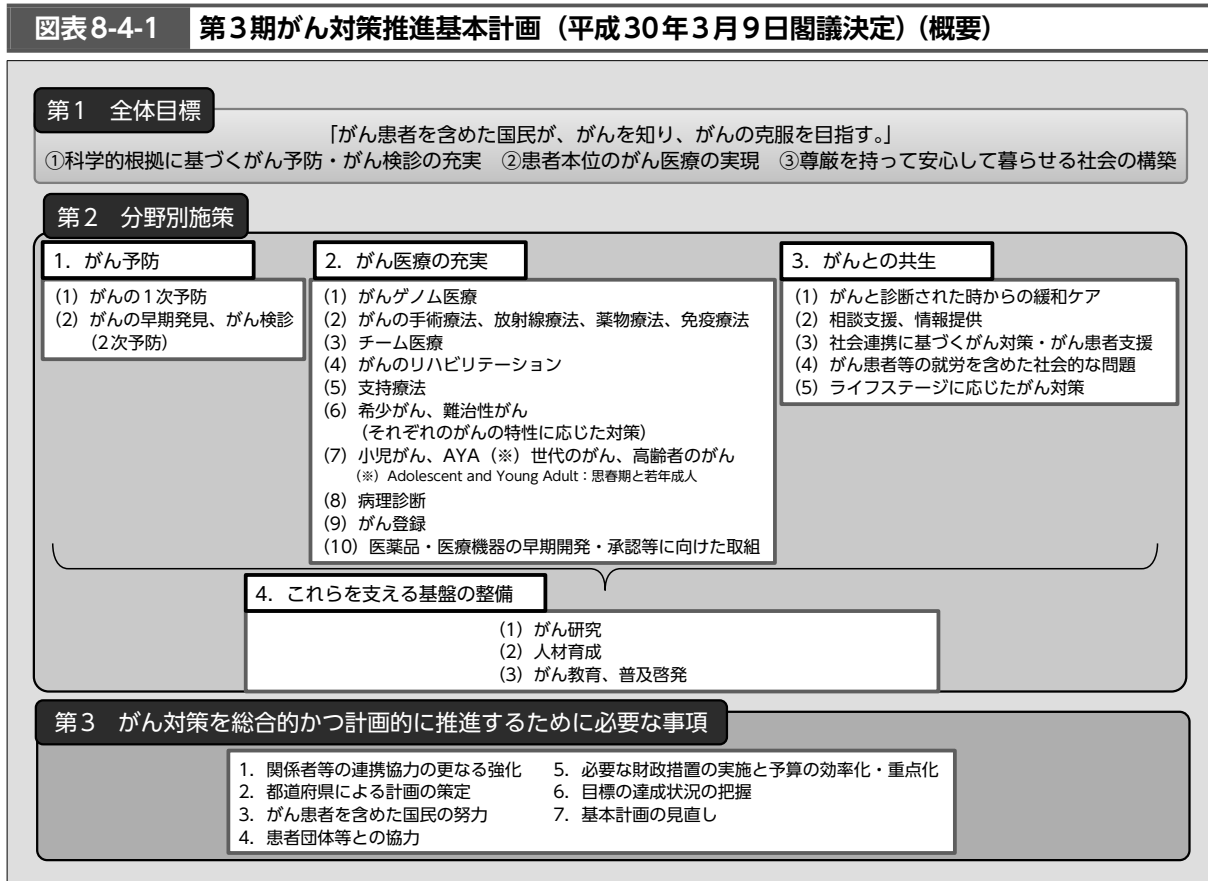 図表8-4-1 第3期がん対策推進基本計画（平成30年3月9日閣議決定）（概要）
第1 全体目標
「がん患者を含めた国民が、がんを知り、がんの克服を目指す。」
①科学的根拠に基づくがん予防・がん検診の充実 ②患者本位のがん医療の実現 ③尊厳を持って安心して暮らせる社会の構築
第2 分野別施策
1. がん予防
（1）がんの1次予防
（2）がんの早期発見、がん検診
（2次予防）
2. がん医療の充実
（1）がんゲノム医療
（2）がんの手術療法、放射線療法、薬物療法、免疫療法
（3）チーム医療
（4）がんのリハビリテーション
（5）支持療法
（6）希少がん、難治性がん
（それぞれのがんの特性に応じた対策）
（7）小児がん、AYA（※）世代のがん、高齢者のがん
（※）Adolescent and Young Adult：思春期と若年成人
（8）病理診断
（9）がん登録
（10）医薬品・医療機器の早期開発・承認等に向けた取組
3. がんとの共生
（1）がんと診断された時からの緩和ケア
（2）相談支援、情報提供
（3）社会連携に基づくがん対策・がん患者支援
（4）がん患者等の就労を含めた社会的な問題
（5）ライフステージに応じたがん対策
4. これらを支える基盤の整備
（1）がん研究
（2）人材育成
（3）がん教育、普及啓発
第3 がん対策を総合的かつ計画的に推進するために必要な事項
1. 関係者等の連携協力の更なる強化
2. 都道府県による計画の策定
3. がん患者を含めた国民の努力
4. 患者団体等との協力
5. 必要な財政措置の実施と予算の効率化・重点化
6. 目標の達成状況の把握
7. 基本計画の見直し